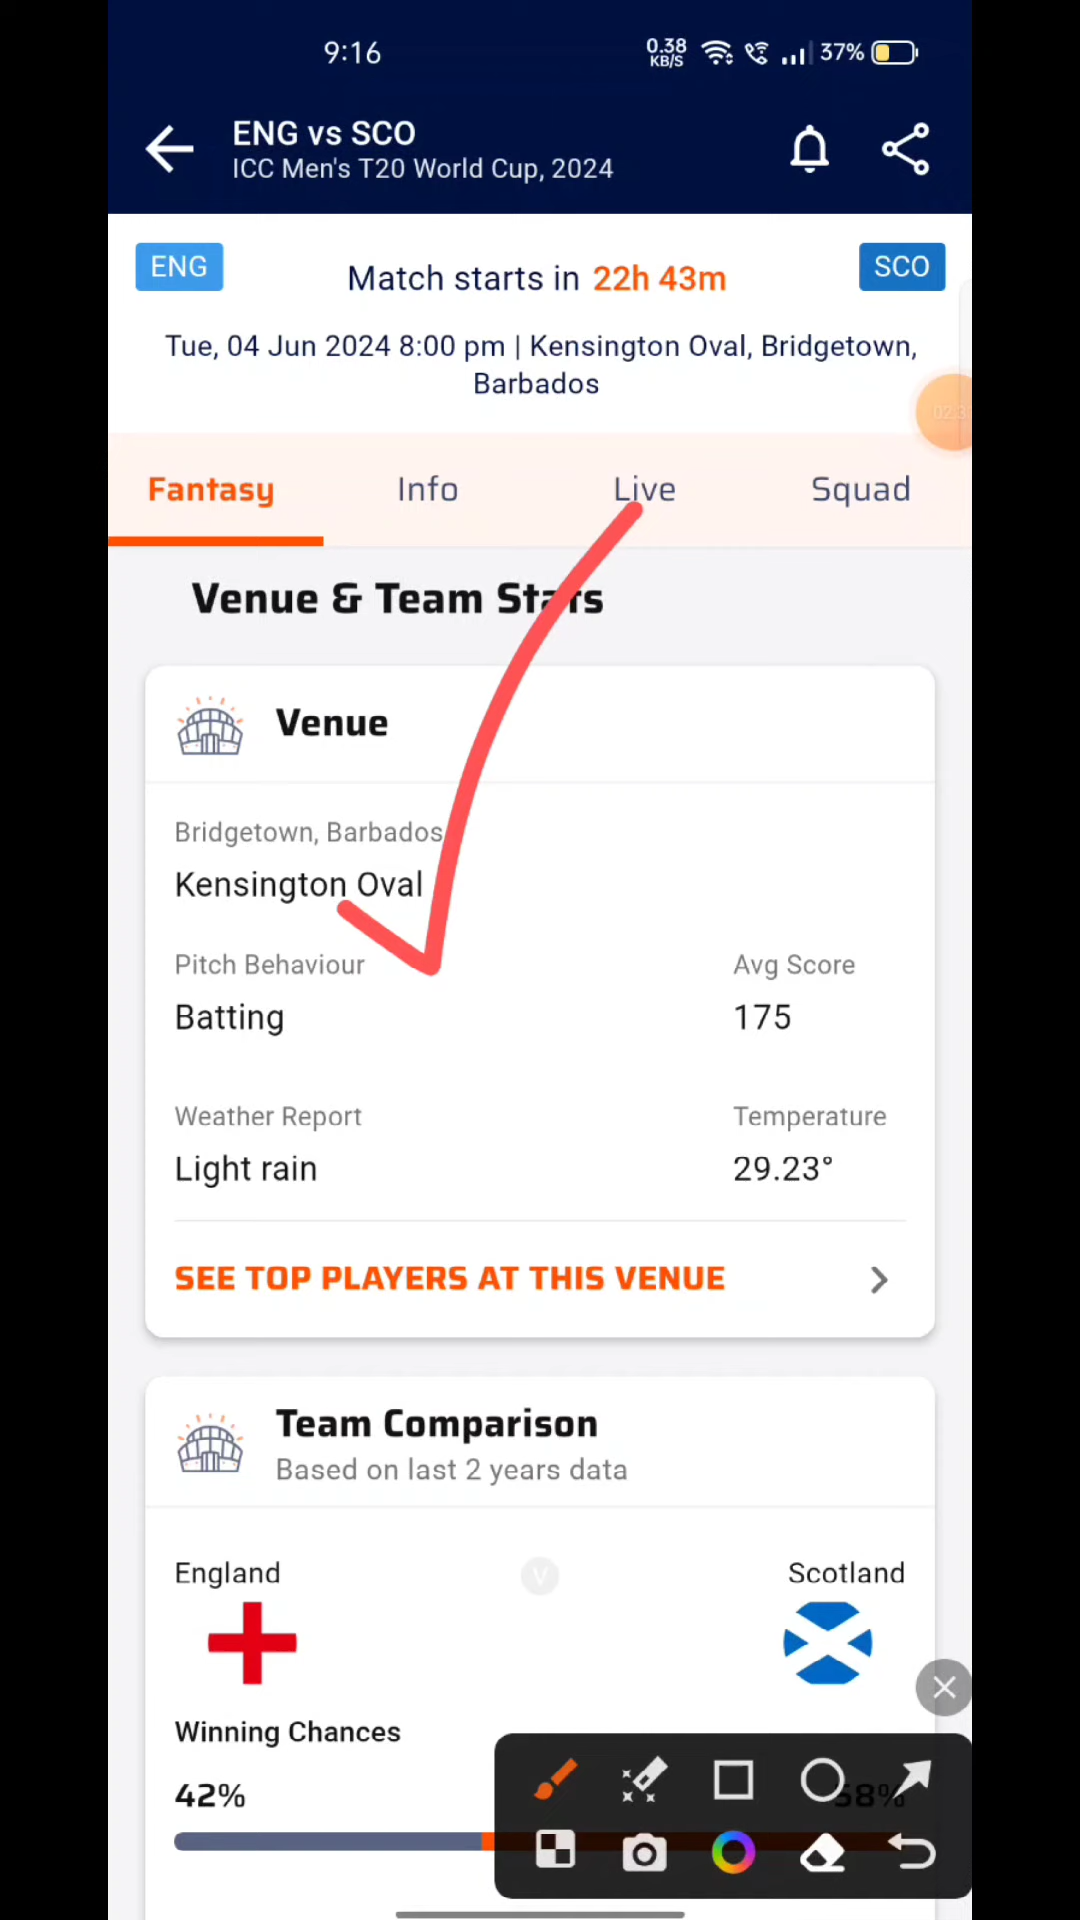 9:16
0.38
KB/S
37%
ENG vs SCO
ICC Men's T20 World Cup, 2024
ENG
Match starts in 22h 43m
SCO
Tue, 04 Jun 2024 8:00 pm | Kensington Oval, Bridgetown,
Barbados
Fantasy
Info
Live
Squad
Venue & Team Stats
Venue
Bridgetown, Barbados
Kensington Oval
Pitch Behaviour
Avg Score
Batting
175
Weather Report
Temperature
Light rain
29.23°
SEE TOP PLAYERS AT THIS VENUE
Team Comparison
Based on last 2 years data
England
V
Scotland
Winning Chances
42%
58%